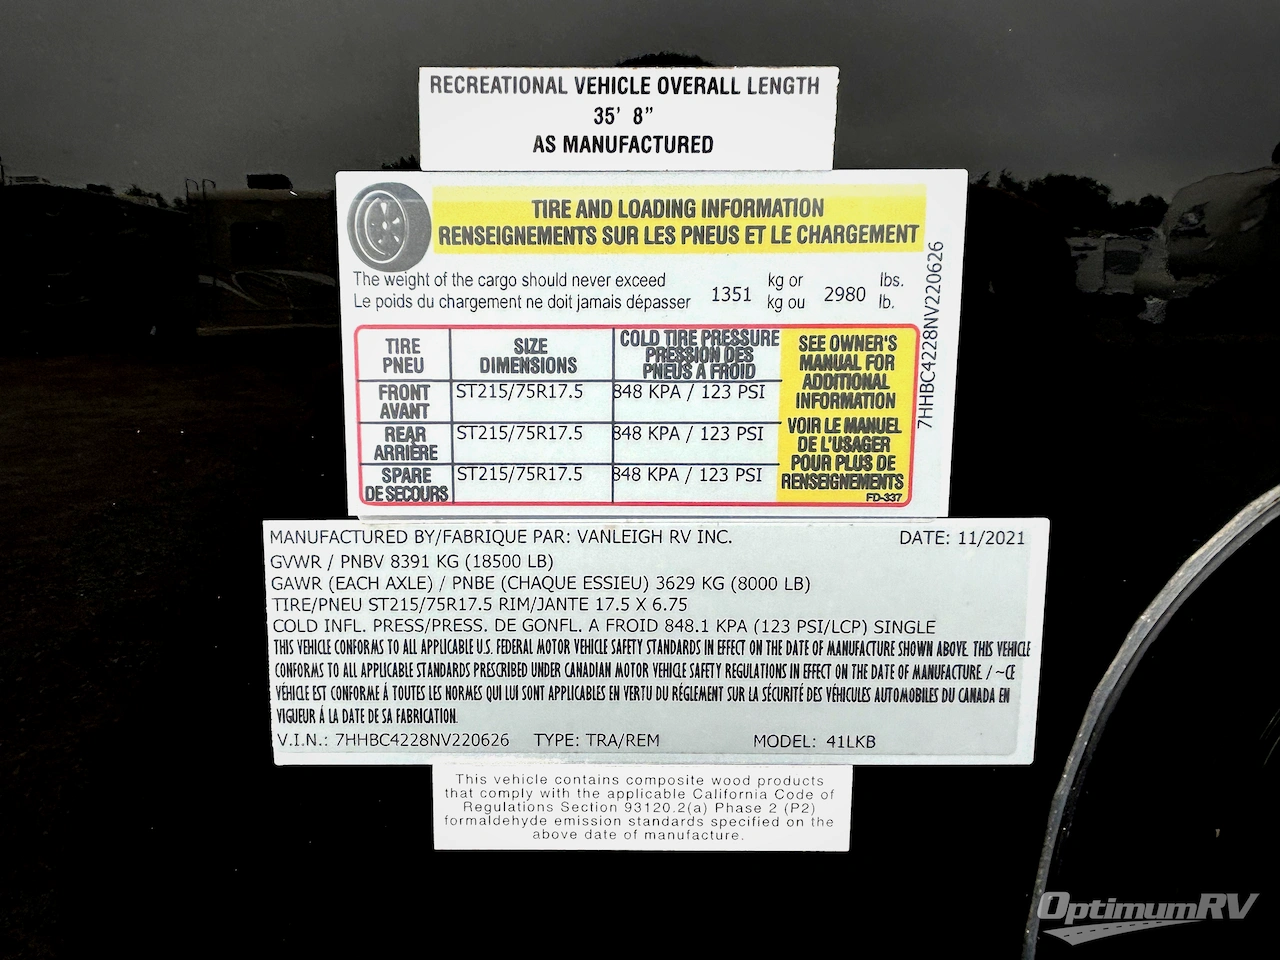 RECREATIONAL VEHICLE OVERALL LENGTH
35' 8"
AS MANUFACTURED
TIRE AND LOADING INFORMATION
RENSEIGNEMENTS SUR LES PNEUS ET LE CHARGEMENT
The weight of the cargo should never exceed 1351 kg or 2980 lbs.
Le poids du chargement ne doit jamais dépasser kg ou lb.
7HHBC4228NV220626
TIRE PNEU
SIZE DIMENSIONS
COLD TIRE PRESSURE
PRESSION DES
PNEUS A FROID
FRONT AVANT ST215/75R17.5 848 KPA / 123 PSI
REAR ARRIÈRE ST215/75R17.5 848 KPA / 123 PSI
SPARE DE SECOURS ST215/75R17.5 848 KPA / 123 PSI
SEE OWNER'S
MANUAL FOR
ADDITIONAL
INFORMATION
VOIR LE MANUEL
DE L'USAGER
POUR PLUS DE
RENSEIGNEMENTS
FD-337
MANUFACTURED BY/FABRIQUE PAR: VANLEIGH RV INC. DATE: 11/2021
GVWR / PNBV 8391 KG (18500 LB)
GAWR (EACH AXLE) / PNBE (CHAQUE ESSIEU) 3629 KG (8000 LB)
TIRE/PNEU ST215/75R17.5 RIM/JANTE 17.5 X 6.75
COLD INFL. PRESS/PRESS. DE GONFL. A FROID 848.1 KPA (123 PSI/LCP) SINGLE
THIS VEHICLE CONFORMS TO ALL APPLICABLE U.S. FEDERAL MOTOR VEHICLE SAFETY STANDARDS IN EFFECT ON THE DATE OF MANUFACTURE SHOWN ABOVE. THIS VEHICLE
CONFORMS TO ALL APPLICABLE STANDARDS PRESCRIBED UNDER CANADIAN MOTOR VEHICLE SAFETY REGULATIONS IN EFFECT ON THE DATE OF MANUFACTURE. / ~CE
VÉHICLE EST CONFORME À TOUTES LES NORMES QUI LUI SONT APPLICABLES EN VERTU DU RÉGLEMENT SUR LA SÉCURITÉ DES VÉHICULES AUTOMOBILES DU CANADA EN
VIGUEUR À LA DATE DE SA FABRICATION.
V.I.N.: 7HHBC4228NV220626 TYPE: TRA/REM MODEL: 41LKB
This vehicle contains composite wood products
that comply with the applicable California Code of
Regulations Section 93120.2(a) Phase 2 (P2)
formaldehyde emission standards specified on the
above date of manufacture.
OptimumRV